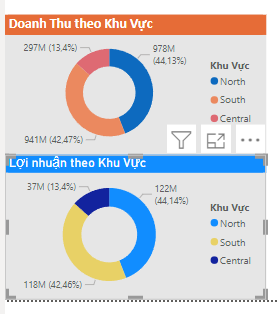 Doanh Thu theo Khu Vực
297M (13,4%)
978M
(44,13%)
941M (42,47%)
Khu Vực
North
South
Central
Lợi nhuận theo Khu Vực
37M (13,4%)
122M
(44,14%)
118M (42,46%)
Khu Vực
North
South
Central